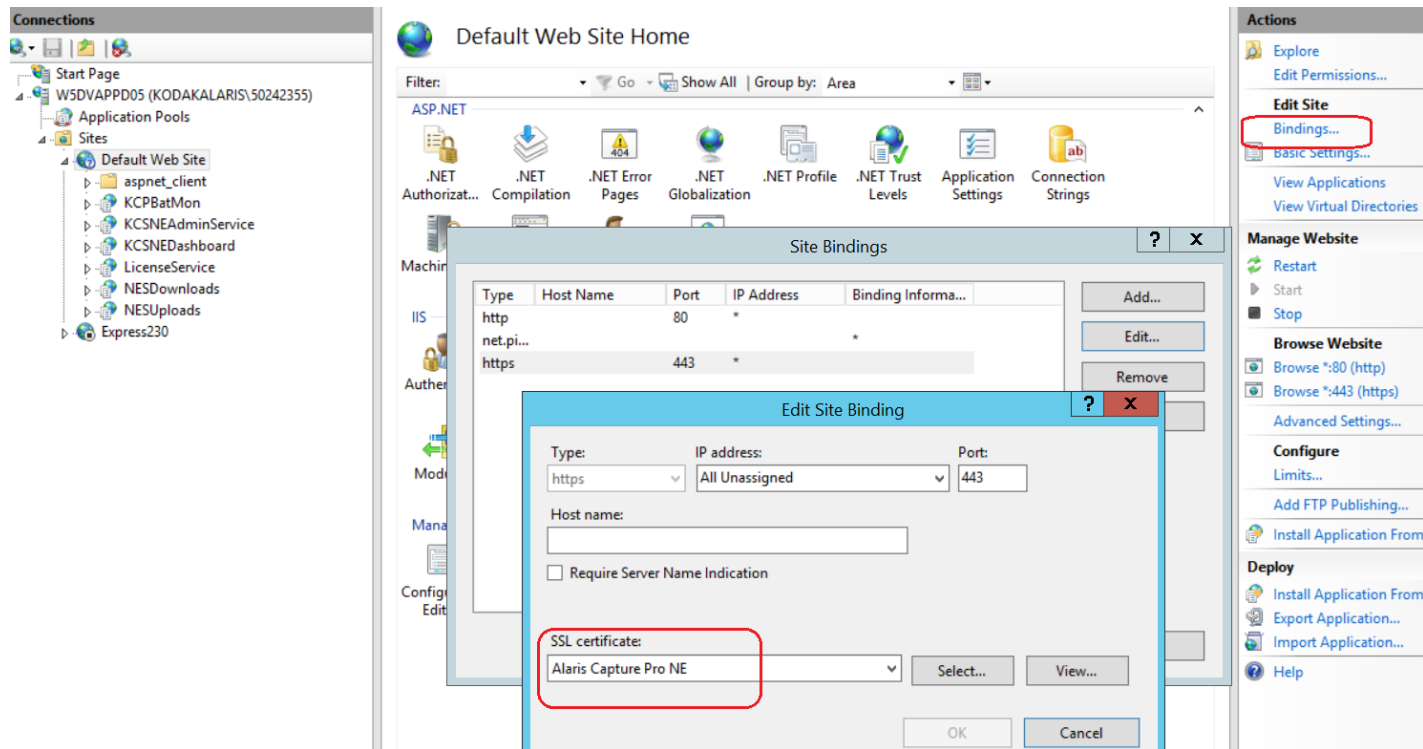 Connections
Start Page
W5DVAPPD05 (KODAKALARIS\50242355)
Application Pools
Sites
Default Web Site
aspnet_client
KCPBatMon
KCSNEAdminService
KCSNEDashboard
LicenseService
NESDownloads
NESUploads
Express230
Default Web Site Home
Filter: Go Show All Group by: Area
ASP.NET
.NET Authorizat...
.NET Compilation
404
.NET Error Pages
.NET Globalization
.NET Profile
.NET Trust Levels
Application Settings
ab
Connection Strings
Machin
IIS
Authen
Modu
Mana
Config
Edit
Site Bindings
? X
Type Host Name Port IP Address Binding Informa...
http 80 *
net.pi... *
https 443 *
Add...
Edit...
Remove
Edit Site Binding
? X
Type: IP address: Port:
https All Unassigned 443
Host name:
Require Server Name Indication
SSL certificate:
Alaris Capture Pro NE Select... View...
OK Cancel
Actions
Explore
Edit Permissions...
Edit Site
Bindings...
Basic Settings...
View Applications
View Virtual Directories
Manage Website
Restart
Start
Stop
Browse Website
Browse *:80 (http)
Browse *:443 (https)
Advanced Settings...
Configure
Limits...
Add FTP Publishing...
Install Application From
Deploy
Install Application From
Export Application...
Import Application...
Help